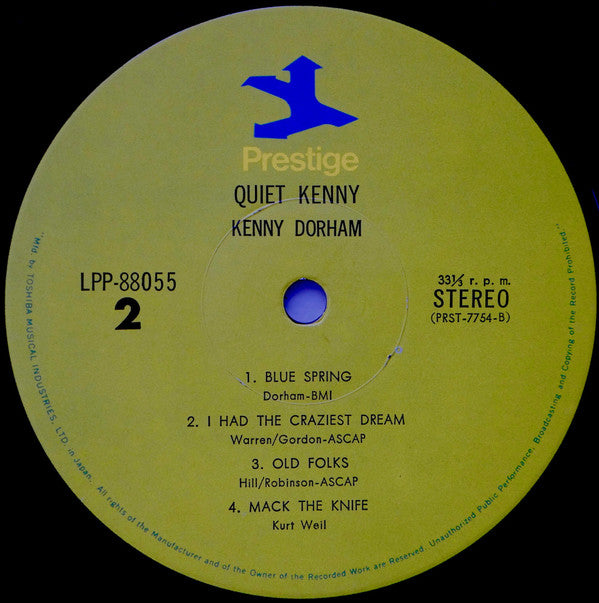 Prestige
QUIET KENNY
KENNY DORHAM
LPP-88055
2
33⅓ r. p. m.
STEREO
(PRST-7754-B)
1. BLUE SPRING
Dorham-BMI
2. I HAD THE CRAZIEST DREAM
Warren/Gordon-ASCAP
3. OLD FOLKS
Hill/Robinson-ASCAP
4. MACK THE KNIFE
Kurt Weil
"Mfd. by TOSHIBA MUSICAL INDUSTRIES, LTD. in Japan. All rights of the Manufacturer and of the Owner of the Recorded Work are Reserved. Unauthorized Public Performance, Broadcasting and Copying of the Record Prohibited."